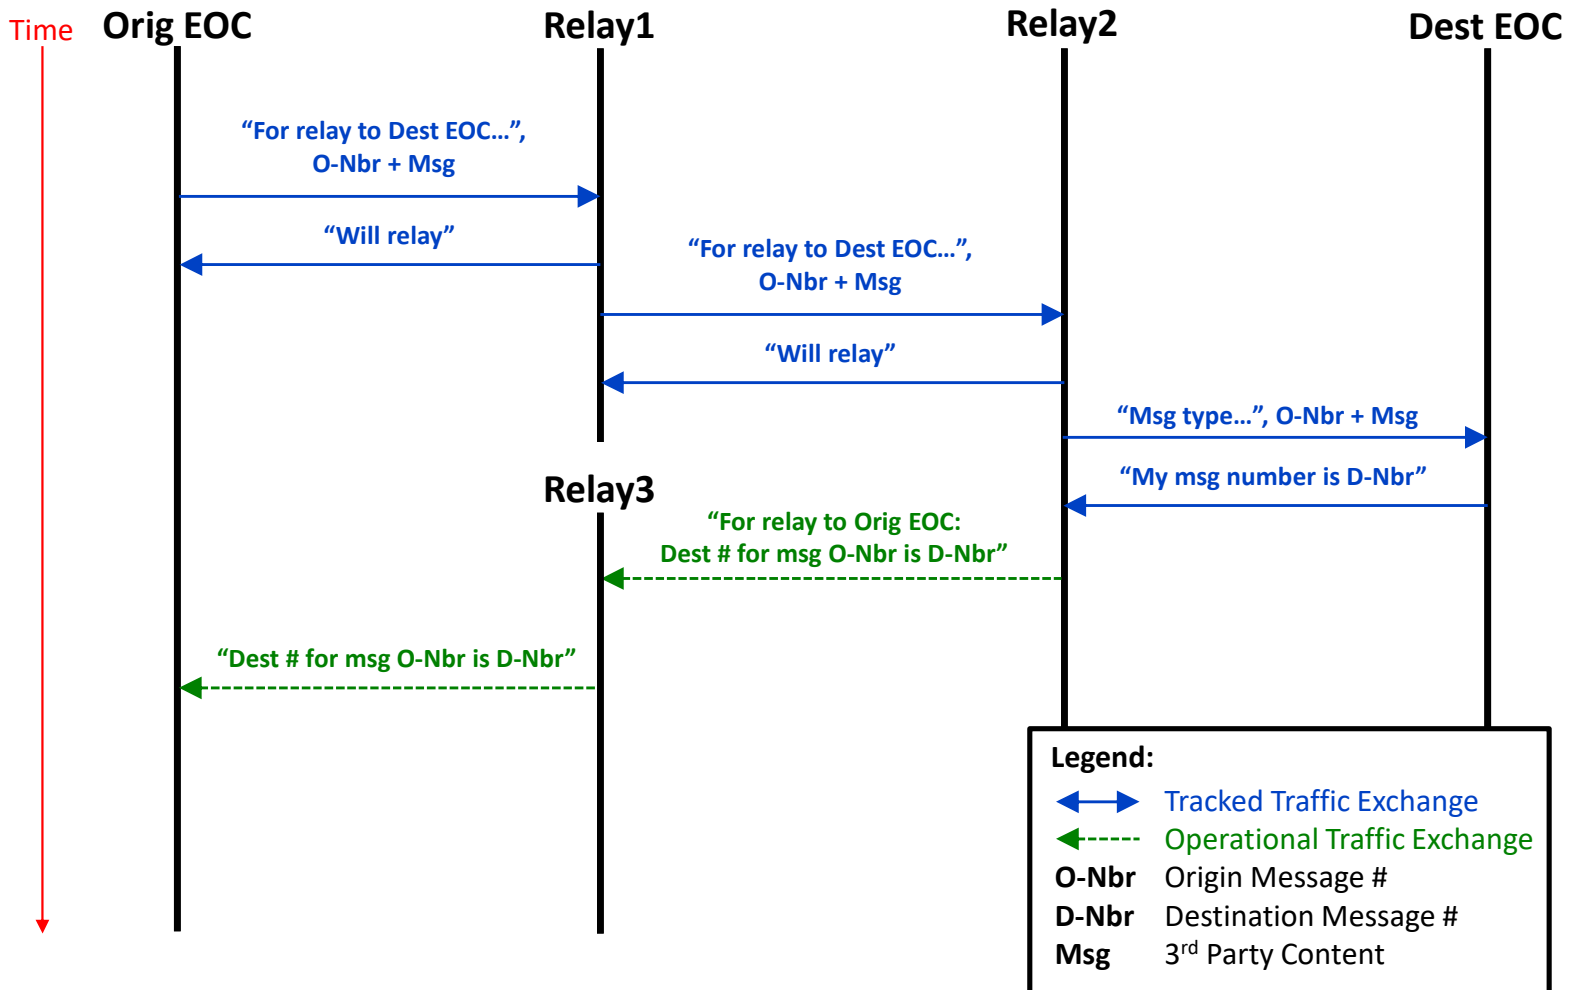 Time
Orig EOC
Relay1
Relay2
Dest EOC
“For relay to Dest EOC…”,
O-Nbr + Msg
“Will relay”
“For relay to Dest EOC…”,
O-Nbr + Msg
“Will relay”
“Msg type…”, O-Nbr + Msg
“My msg number is D-Nbr”
Relay3
“For relay to Orig EOC:
Dest # for msg O-Nbr is D-Nbr”
“Dest # for msg O-Nbr is D-Nbr”
Legend:
Tracked Traffic Exchange
Operational Traffic Exchange
O-Nbr Origin Message #
D-Nbr Destination Message #
Msg 3rd Party Content